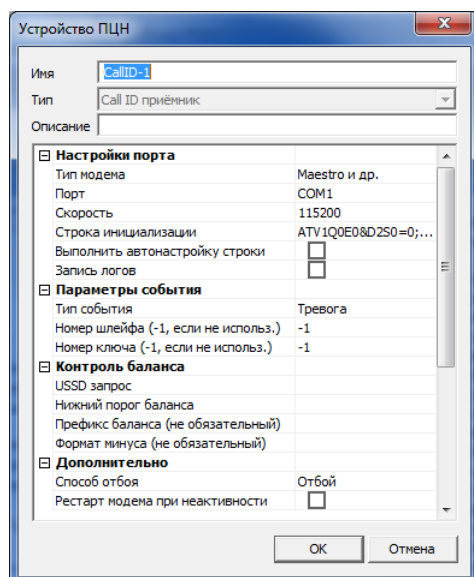 Устройство ПЦН
Имя CallID-1
Тип Call ID приёмник
Описание
Настройки порта
Тип модема Maestro и др.
Порт COM1
Скорость 115200
Строка инициализации ATV1Q0E0&D2S0=0;...
Выполнить автонастройку строки
Запись логов
Параметры события
Тип события Тревога
Номер шлейфа (-1, если не использ.) -1
Номер ключа (-1, если не использ.) -1
Контроль баланса
USSD запрос
Нижний порог баланса
Префикс баланса (не обязательный)
Формат минуса (не обязательный)
Дополнительно
Способ отбоя Отбой
Рестарт модема при неактивности
OK Отмена